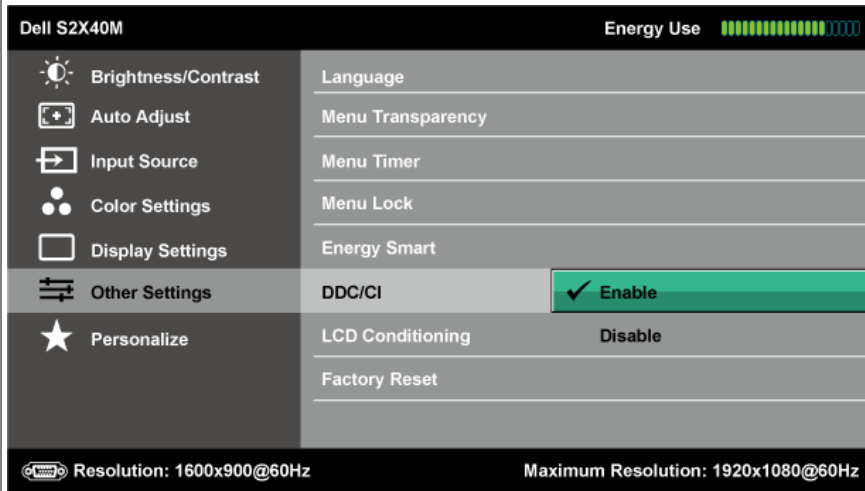 Dell S2X40M Energy Use
Brightness/Contrast Language
Auto Adjust Menu Transparency
Input Source Menu Timer
Color Settings Menu Lock
Display Settings Energy Smart
Other Settings DDC/CI Enable
Personalize LCD Conditioning Disable
Factory Reset
Resolution: 1600x900@60Hz Maximum Resolution: 1920x1080@60Hz